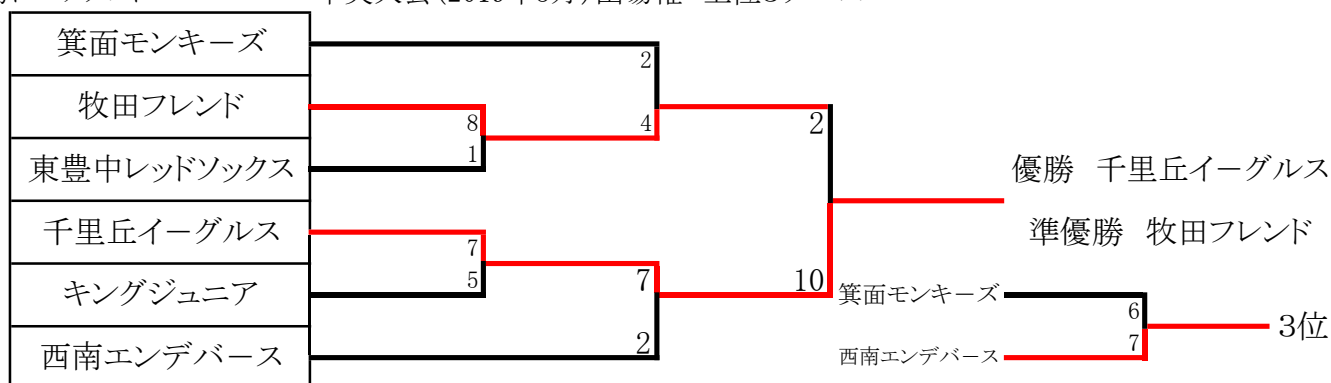 箕面モンキーズ
2
牧田フレンド
8
4
2
1
東豊中レッドソックス
優勝 千里丘イーグルス
千里丘イーグルス
7
準優勝 牧田フレンド
5
7
10
キングジュニア
箕面モンキーズ
6
3位
7
西南エンデバース
2
西南エンデバース